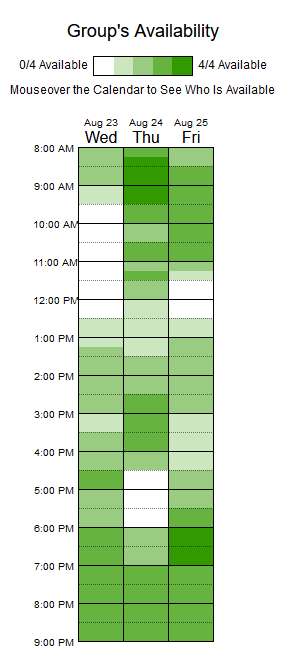 Group's Availability
0/4 Available 4/4 Available
Mouseover the Calendar to See Who Is Available
Aug 23 Aug 24 Aug 25
Wed Thu Fri
8:00 AM
9:00 AM
10:00 AM
11:00 AM
12:00 PM
1:00 PM
2:00 PM
3:00 PM
4:00 PM
5:00 PM
6:00 PM
7:00 PM
8:00 PM
9:00 PM